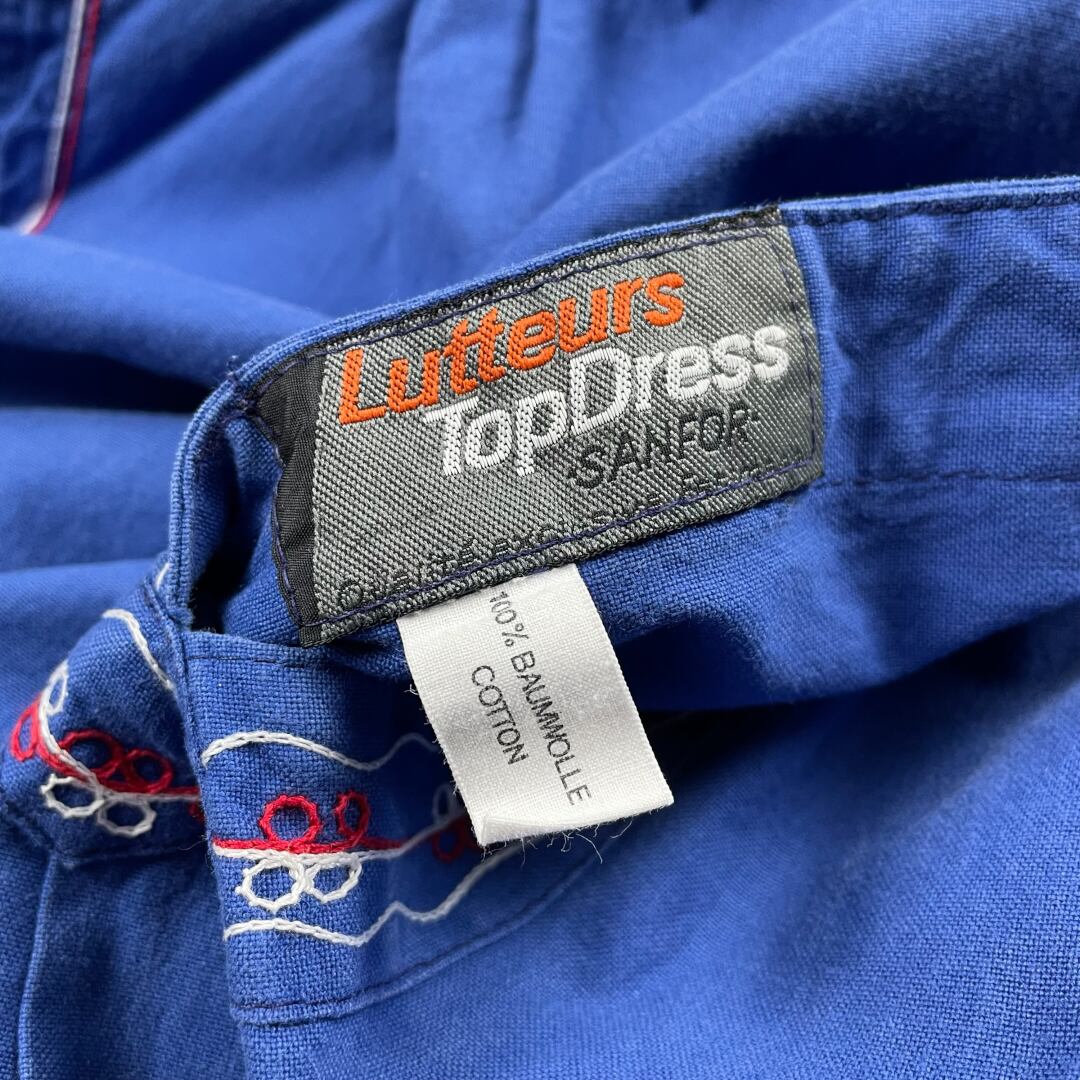 Lutteurs
TopDress
·SANFOR·
100% BAUMWOLLE
COTTON